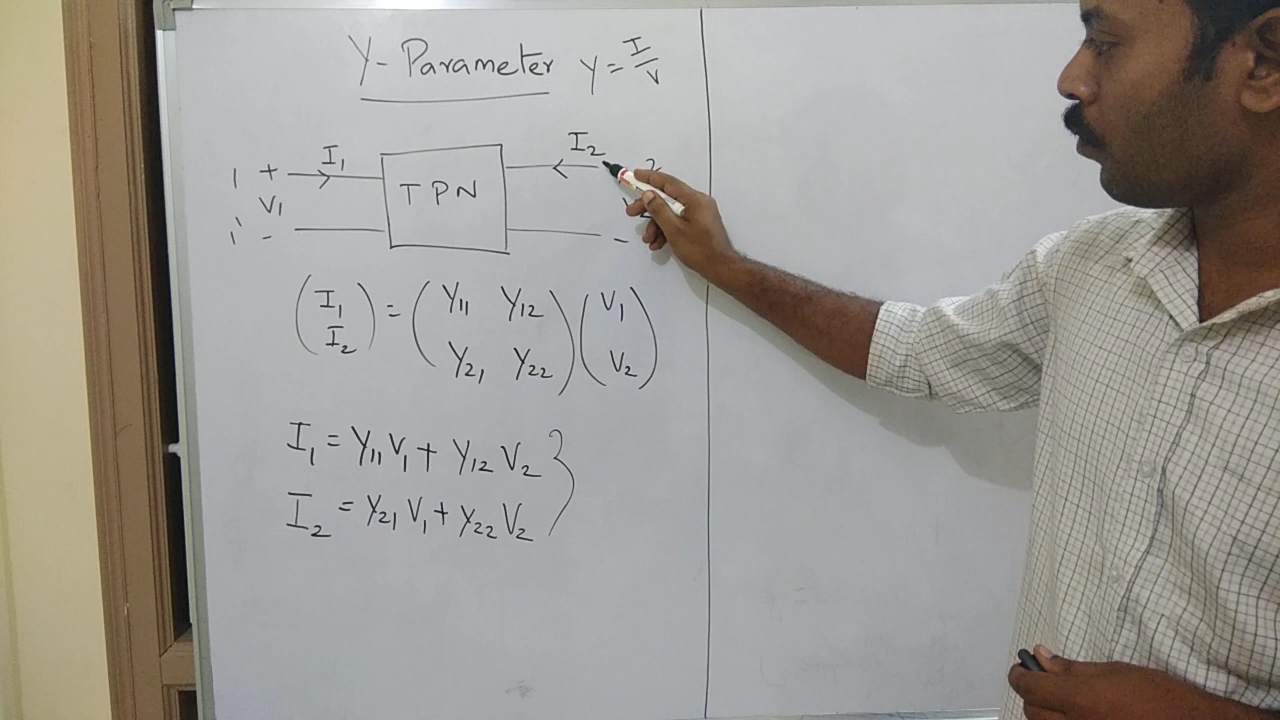 Y-Parameter Y = I/V
I₁ I₂
1 + TPN 2
V₁
1' - -
(I₁ I₂) = (Y₁₁ Y₁₂ Y₂₁ Y₂₂) (V₁ V₂)
I₁ = Y₁₁V₁ + Y₁₂V₂
I₂ = Y₂₁V₁ + Y₂₂V₂